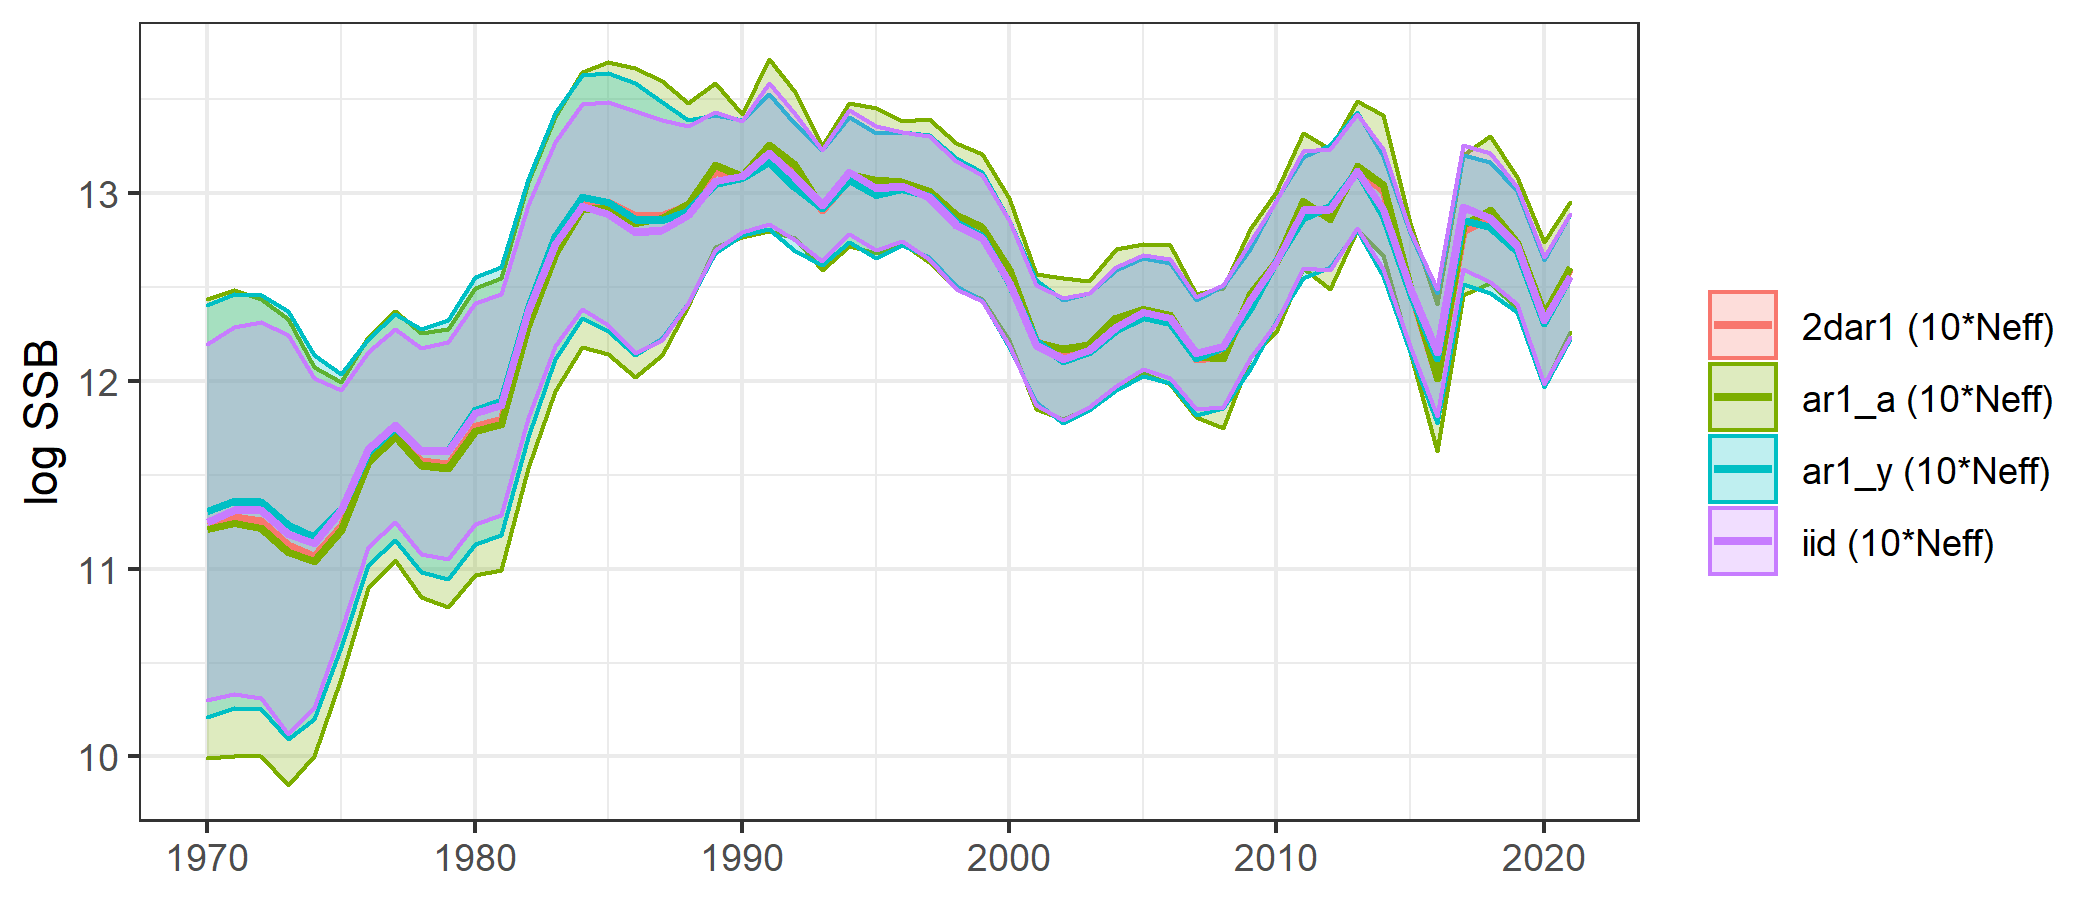 log SSB
13
12
11
10
1970
1980
1990
2000
2010
2020
2dar1 (10*Neff)
ar1_a (10*Neff)
ar1_y (10*Neff)
iid (10*Neff)